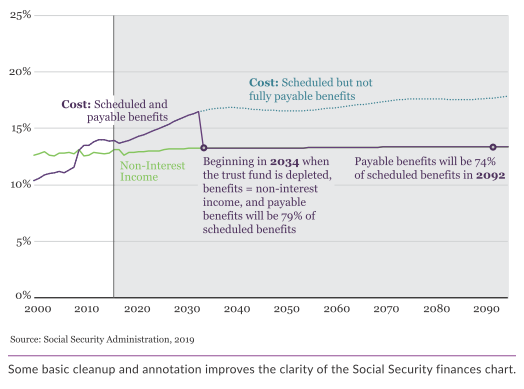 25%
20%
Cost: Scheduled but not
fully payable benefits
Cost: Scheduled and
payable benefits
15%
Non-Interest
Income
Beginning in 2034 when
the trust fund is depleted,
benefits = non-interest
income, and payable
benefits will be 79% of
scheduled benefits
Payable benefits will be 74%
of scheduled benefits in 2092
10%
5%
0%
2000 2010 2020 2030 2040 2050 2060 2070 2080 2090
Source: Social Security Administration, 2019
Some basic cleanup and annotation improves the clarity of the Social Security finances chart.